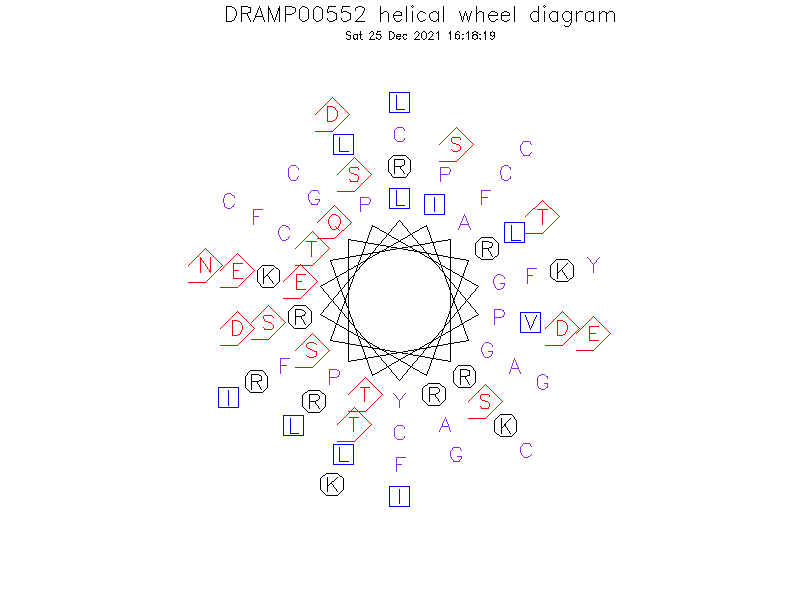 DRAMP00552 helical wheel diagram
Sat 25 Dec 2021 16:18:19
L
D
C
L S C
R P C
C S F
C G P L I
F Q A L T
C T R
N E K E G F K Y
D S R P V D E
S G
F P R A G
I R R T R S
L T Y A K
L C G C
K F
I